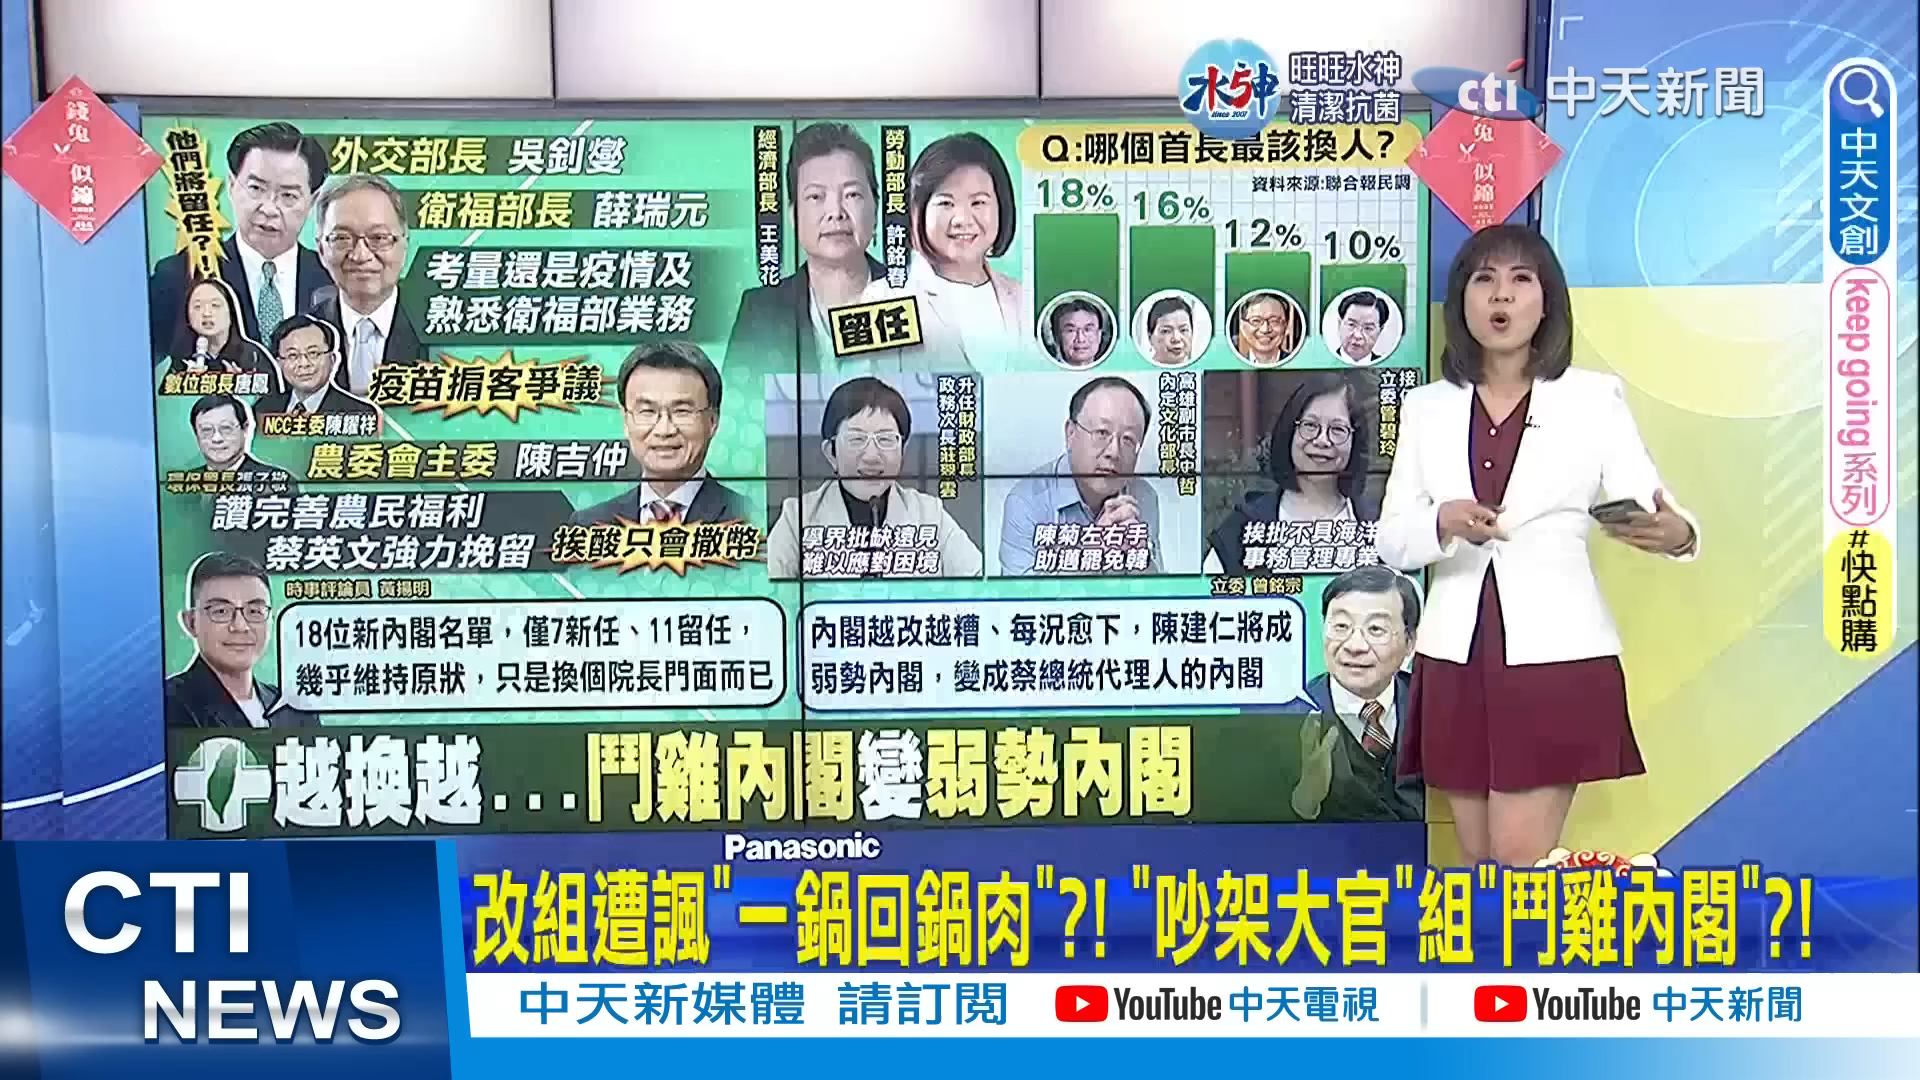 水神
since 2007
旺旺水神
清潔抗菌
cti 中天新聞
中天文創
keep going系列
#快點購
錢兔
似錦
似錦
他們將留任?!
外交部長 吳釗燮
衛福部長 薛瑞元
考量還是疫情及
熟悉衛福部業務
數位部長唐鳳
NCC主委陳耀祥
疫苗掮客爭議
農委會主委 陳吉仲
讚完善農民福利
蔡英文強力挽留
挨酸只會撒幣
經濟部長 王美花
勞動部長 許銘春
留任
Q:哪個首長最該換人?
資料來源:聯合報民調
18%
16%
12%
10%
升任財政部長
政務次長莊翠雲
學界批缺遠見
難以應對困境
高雄副市長史哲
內定文化部長
陳菊左右手
助邁罷免韓
立委管碧玲
挨批不具海洋
事務管理專業
時事評論員 黃揚明
18位新內閣名單,僅7新任、11留任,
幾乎維持原狀,只是換個院長門面而已
立委 曾銘宗
內閣越改越糟、每況愈下,陳建仁將成
弱勢內閣,變成蔡總統代理人的內閣
越換越...鬥雞內閣變弱勢內閣
Panasonic
改組遭諷"一鍋回鍋肉"?! "吵架大官"組"鬥雞內閣"?!
CTI
NEWS
中天新媒體 請訂閱 YouTube 中天電視 | YouTube 中天新聞